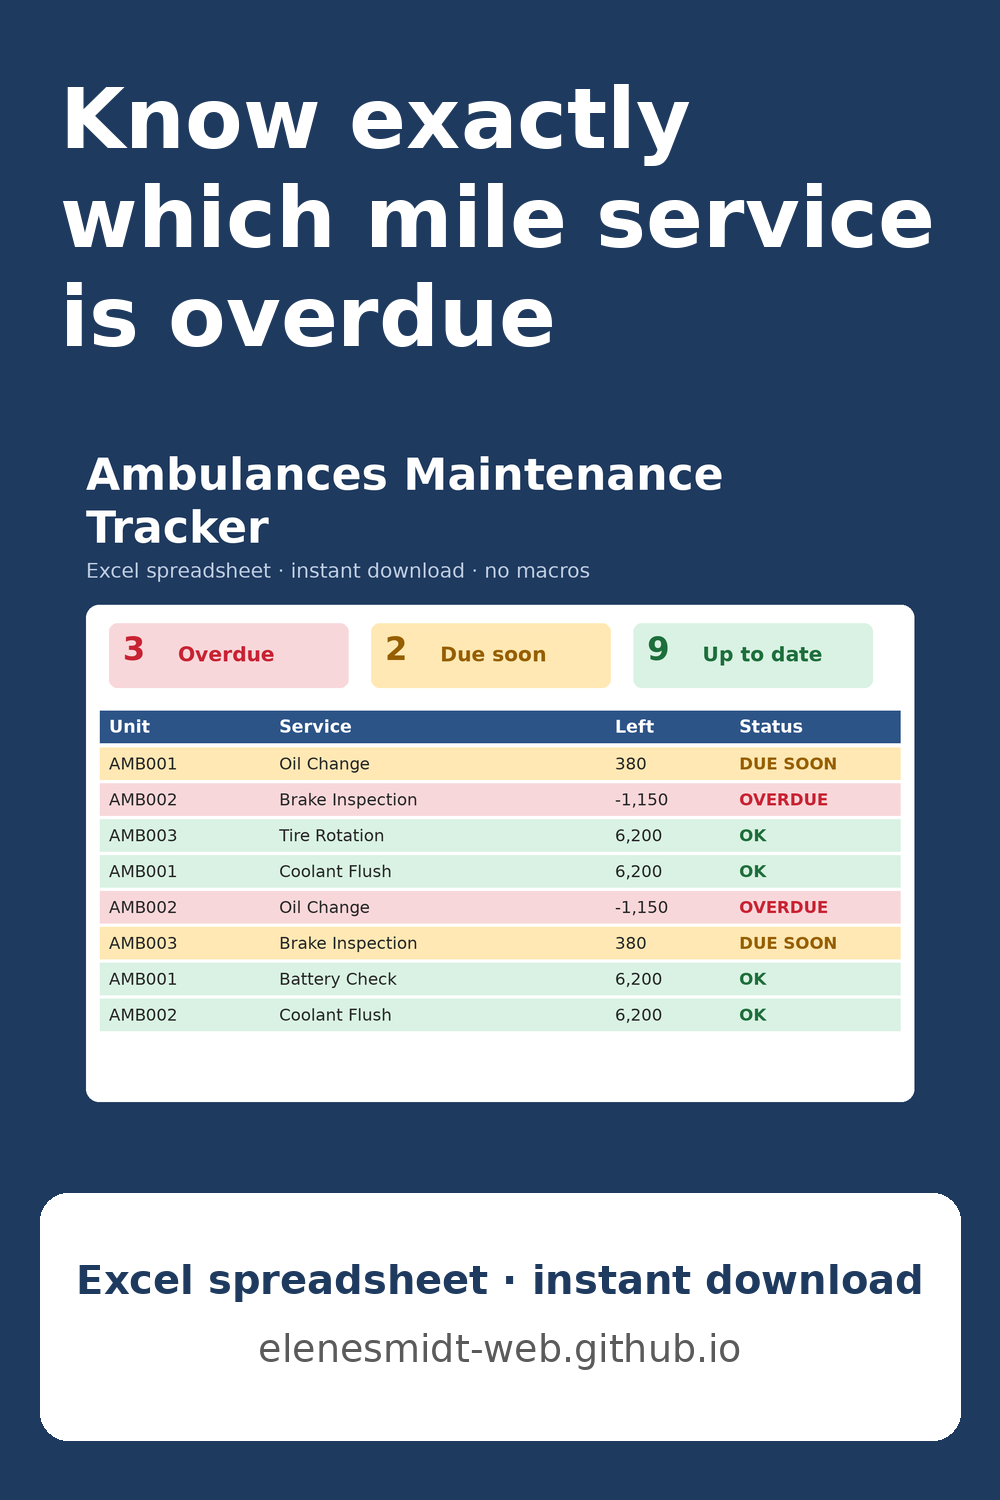 Know exactly
which mile service
is overdue
Ambulances Maintenance
Tracker
Excel spreadsheet · instant download · no macros
3 Overdue 2 Due soon 9 Up to date
Unit Service Left Status
AMB001 Oil Change 380 DUE SOON
AMB002 Brake Inspection -1,150 OVERDUE
AMB003 Tire Rotation 6,200 OK
AMB001 Coolant Flush 6,200 OK
AMB002 Oil Change -1,150 OVERDUE
AMB003 Brake Inspection 380 DUE SOON
AMB001 Battery Check 6,200 OK
AMB002 Coolant Flush 6,200 OK
Excel spreadsheet · instant download
elenesmidt-web.github.io